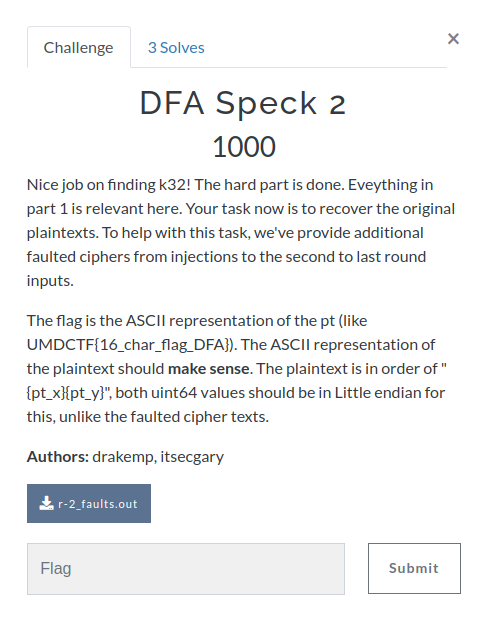 Challenge
3 Solves
×
DFA Speck 2
1000
Nice job on finding k32! The hard part is done. Eveything in
part 1 is relevant here. Your task now is to recover the original
plaintexts. To help with this task, we've provide additional
faulted ciphers from injections to the second to last round
inputs.
The flag is the ASCII representation of the pt (like
UMDCTF{16_char_flag_DFA}). The ASCII representation of
the plaintext should make sense. The plaintext is in order of "
{pt_x}{pt_y}", both uint64 values should be in Little endian for
this, unlike the faulted cipher texts.
Authors: drakemp, itsecgary
r-2_faults.out
Flag
Submit